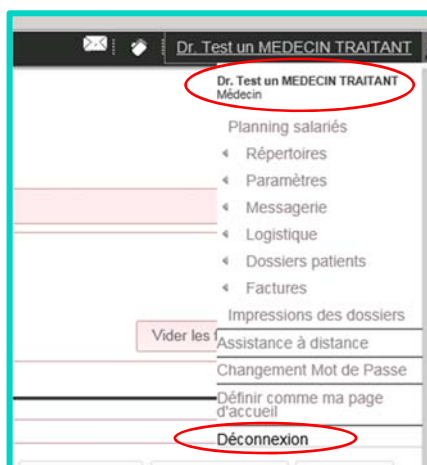 Dr. Test un MEDECIN TRAITANT
Dr. Test un MEDECIN TRAITANT
Médecin
Planning salariés
Répertoires
Paramètres
Messagerie
Logistique
Dossiers patients
Factures
Impressions des dossiers
Vider les f
Assistance à distance
Changement Mot de Passe
Définir comme ma page
d'accueil
Déconnexion